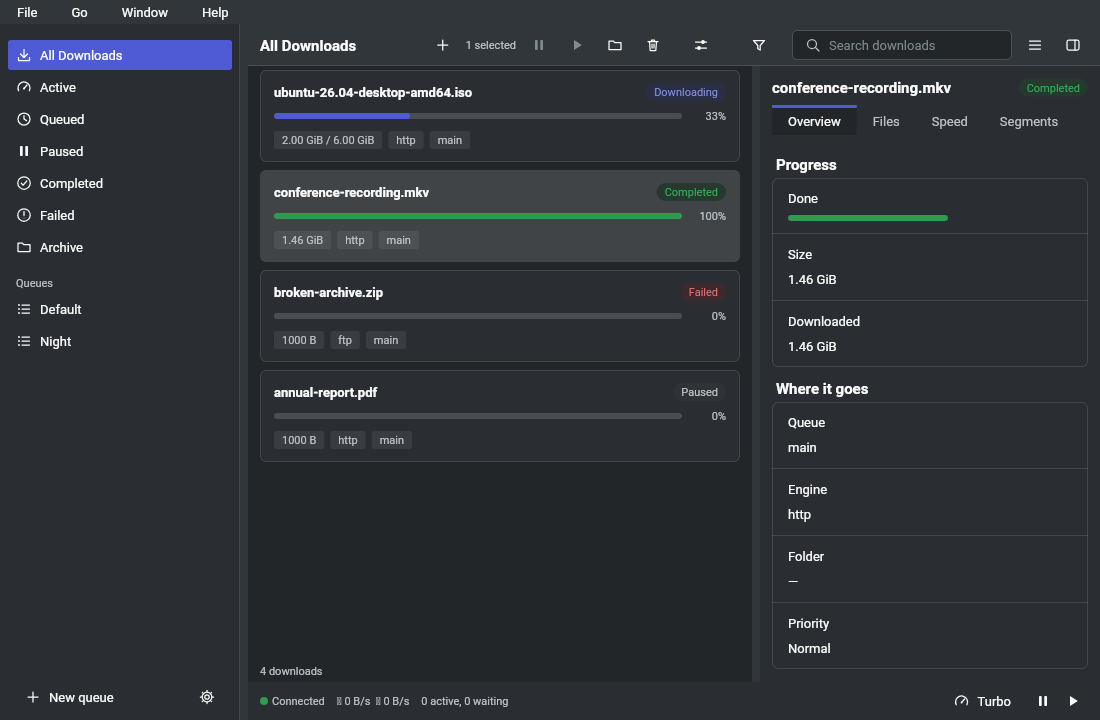 File Go Window Help
All Downloads
Active
Queued
Paused
Completed
Failed
Archive
Queues
Default
Night
New queue
All Downloads
1 selected
Search downloads
ubuntu-26.04-desktop-amd64.iso
Downloading
33%
2.00 GiB / 6.00 GiB http main
conference-recording.mkv
Completed
100%
1.46 GiB http main
broken-archive.zip
Failed
0%
1000 B ftp main
annual-report.pdf
Paused
0%
1000 B http main
4 downloads
Connected 0 B/s 0 B/s 0 active, 0 waiting
conference-recording.mkv
Completed
Overview Files Speed Segments
Progress
Done
Size
1.46 GiB
Downloaded
1.46 GiB
Where it goes
Queue
main
Engine
http
Folder
—
Priority
Normal
Turbo